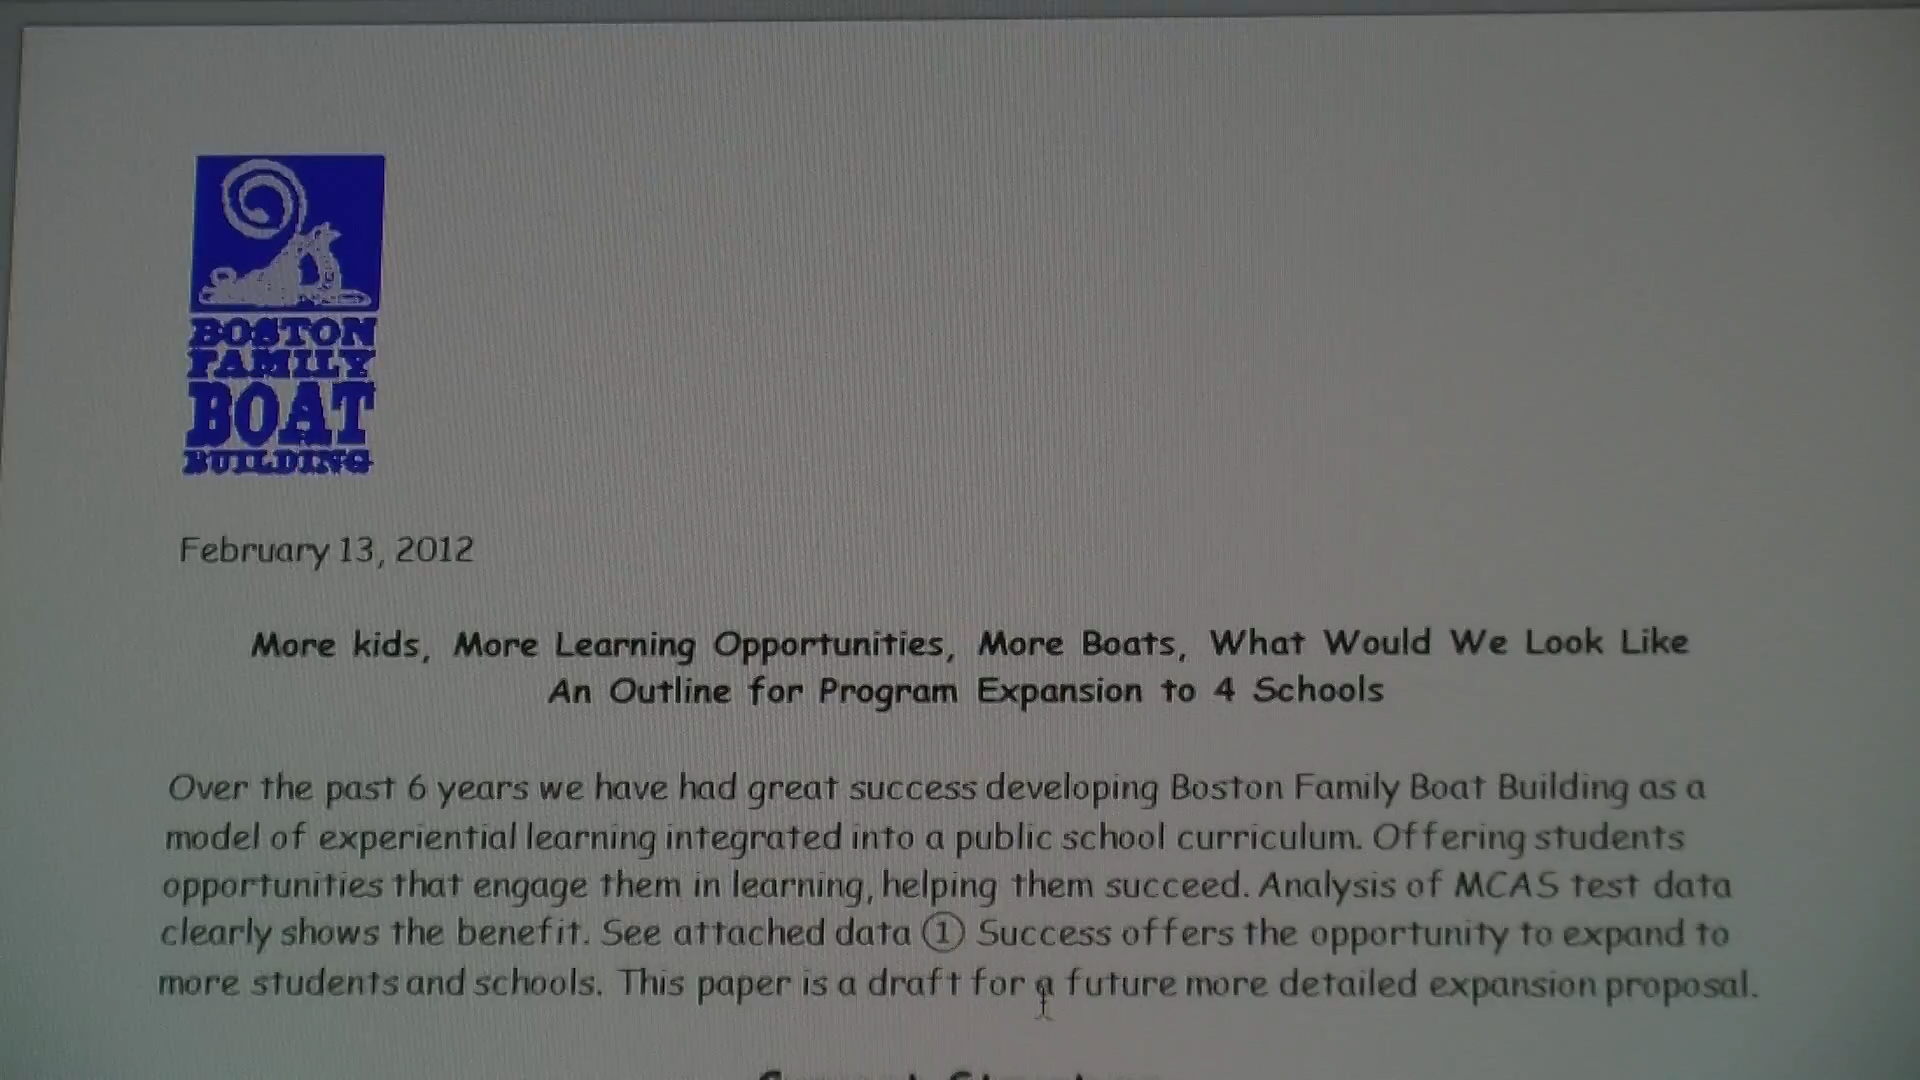 BOSTON
FAMILY
BOAT
BUILDING
February 13, 2012
More kids, More Learning Opportunities, More Boats, What Would We Look Like
An Outline for Program Expansion to 4 Schools
Over the past 6 years we have had great success developing Boston Family Boat Building as a
model of experiential learning integrated into a public school curriculum. Offering students
opportunities that engage them in learning, helping them succeed. Analysis of MCAS test data
clearly shows the benefit. See attached data ① Success offers the opportunity to expand to
more students and schools. This paper is a draft for a future more detailed expansion proposal.